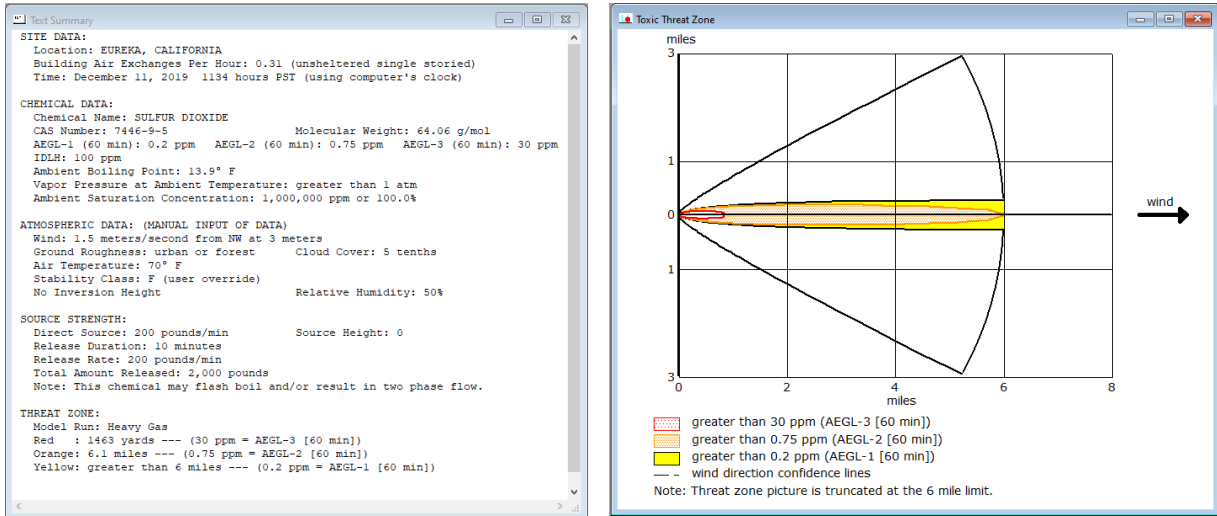 Text Summary
SITE DATA:
Location: EUREKA, CALIFORNIA
Building Air Exchanges Per Hour: 0.31 (unsheltered single storied)
Time: December 11, 2019  1134 hours PST (using computer's clock)
CHEMICAL DATA:
Chemical Name: SULFUR DIOXIDE
CAS Number: 7446-9-5    Molecular Weight: 64.06 g/mol
AEGL-1 (60 min): 0.2 ppm   AEGL-2 (60 min): 0.75 ppm   AEGL-3 (60 min): 30 ppm
IDLH: 100 ppm
Ambient Boiling Point: 13.9° F
Vapor Pressure at Ambient Temperature: greater than 1 atm
Ambient Saturation Concentration: 1,000,000 ppm or 100.0%
ATMOSPHERIC DATA: (MANUAL INPUT OF DATA)
Wind: 1.5 meters/second from NW at 3 meters
Ground Roughness: urban or forest    Cloud Cover: 5 tenths
Air Temperature: 70° F
Stability Class: F (user override)
No Inversion Height    Relative Humidity: 50%
SOURCE STRENGTH:
Direct Source: 200 pounds/min    Source Height: 0
Release Duration: 10 minutes
Release Rate: 200 pounds/min
Total Amount Released: 2,000 pounds
Note: This chemical may flash boil and/or result in two phase flow.
THREAT ZONE:
Model Run: Heavy Gas
Red   : 1463 yards --- (30 ppm = AEGL-3 [60 min])
Orange: 6.1 miles --- (0.75 ppm = AEGL-2 [60 min])
Yellow: greater than 6 miles --- (0.2 ppm = AEGL-1 [60 min])
Toxic Threat Zone
miles
3
1
0
1
3
0 2 4 6 8
miles
wind
greater than 30 ppm (AEGL-3 [60 min])
greater than 0.75 ppm (AEGL-2 [60 min])
greater than 0.2 ppm (AEGL-1 [60 min])
wind direction confidence lines
Note: Threat zone picture is truncated at the 6 mile limit.